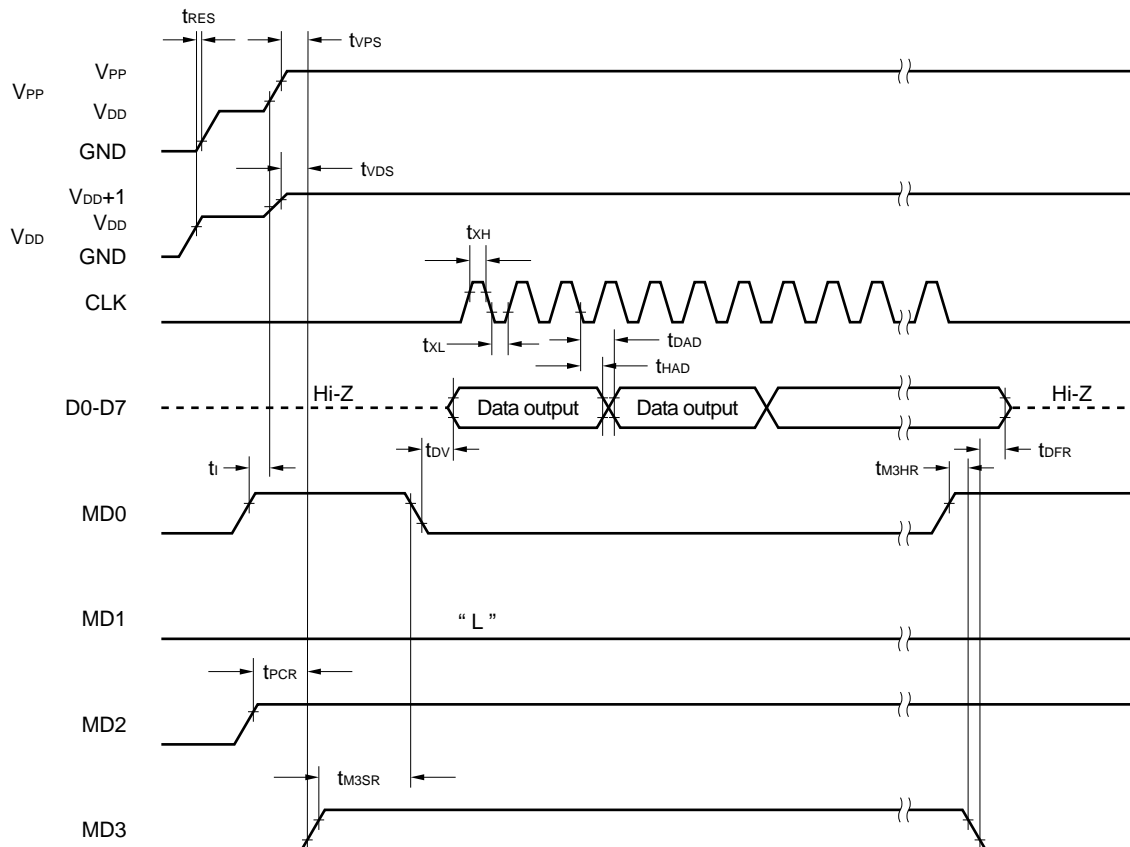 tRES
tVPS
VPP
VPP
VDD
GND
tVDS
VDD+1
VDD
VDD
GND
tXH
CLK
tXL
tDAD
tHAD
D0-D7
Hi-Z
Data output
Data output
Hi-Z
tDV
tDFR
tI
tM3HR
MD0
MD1
“ L ”
tPCR
MD2
tM3SR
MD3